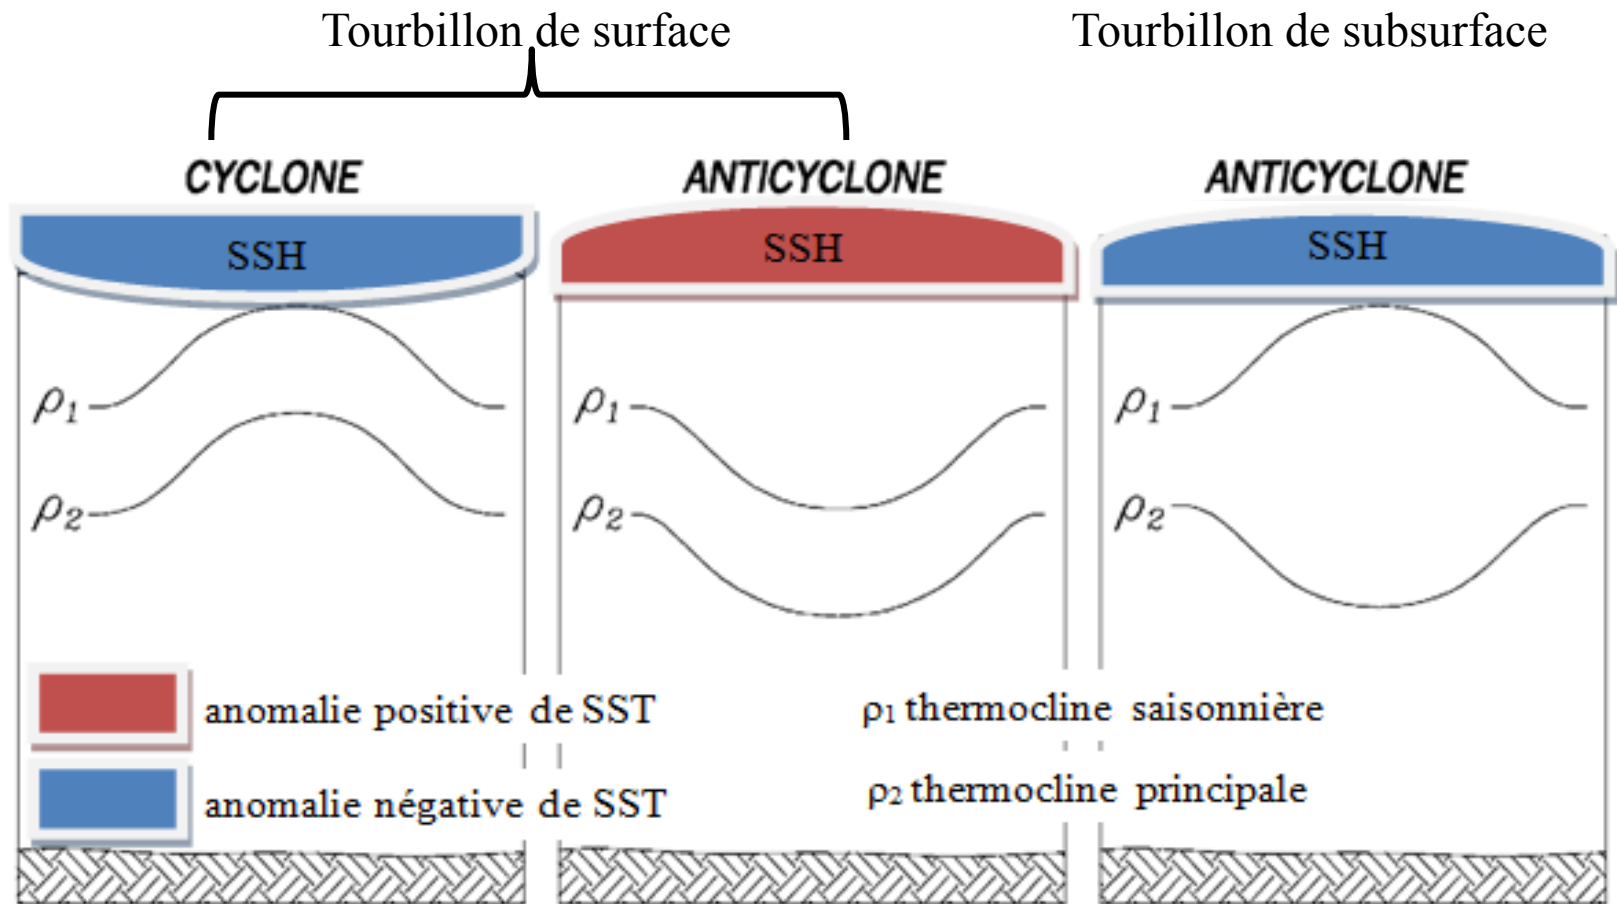 Tourbillon de surface
Tourbillon de subsurface
CYCLONE
ANTICYCLONE
ANTICYCLONE
SSH
SSH
SSH
ρ1
ρ1
ρ1
ρ2
ρ2
ρ2
anomalie positive de SST
ρ1 thermocline saisonnière
anomalie négative de SST
ρ2 thermocline principale